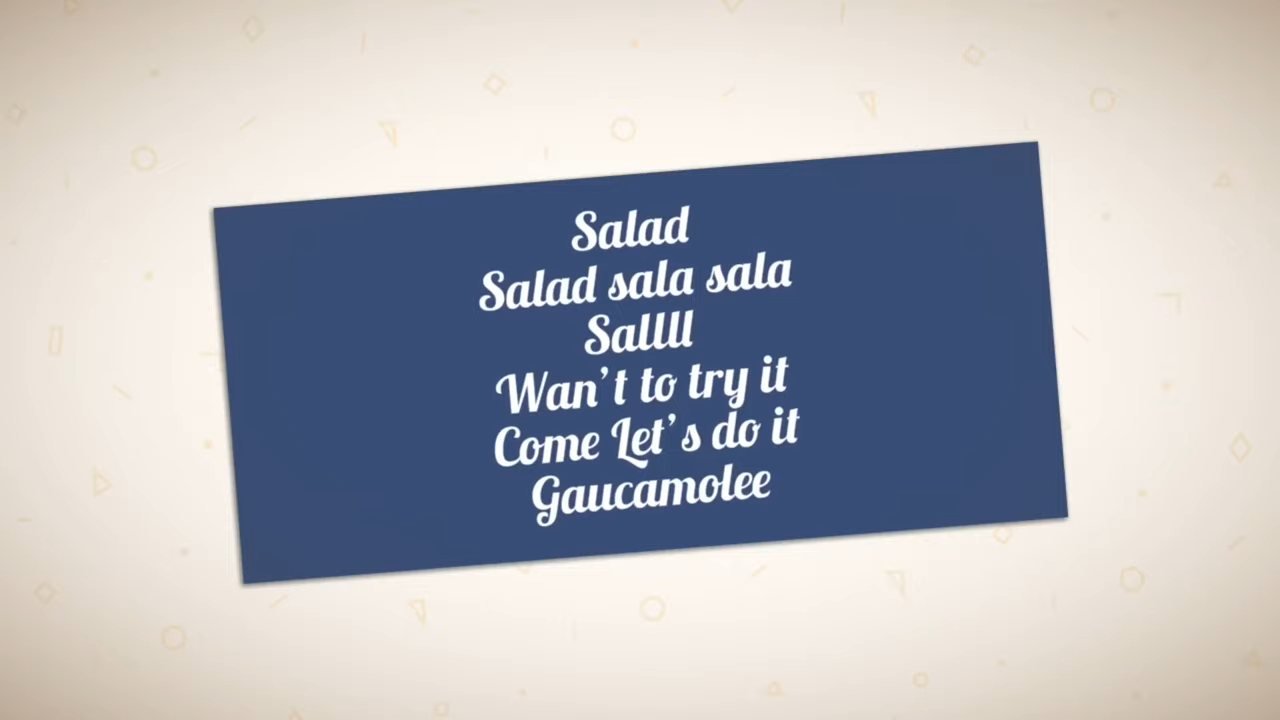 Salad
Salad sala sala
Sallll
Wan't to try it
Come Let's do it
Gaucamolee